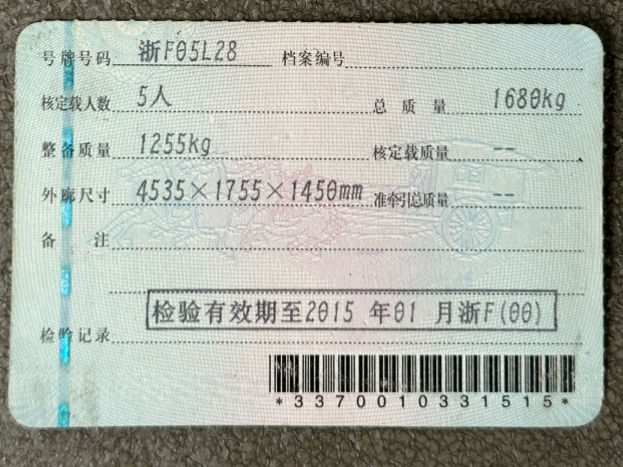 号牌号码 浙F05L28 档案编号
核定载人数 5人 总质量 1680kg
整备质量 1255kg 核定载质量 --
外廓尺寸 4535×1755×1450mm 准牵引总质量 --
备注
检验有效期至2015 年01 月浙F(00)
检验记录
*3370010331515*